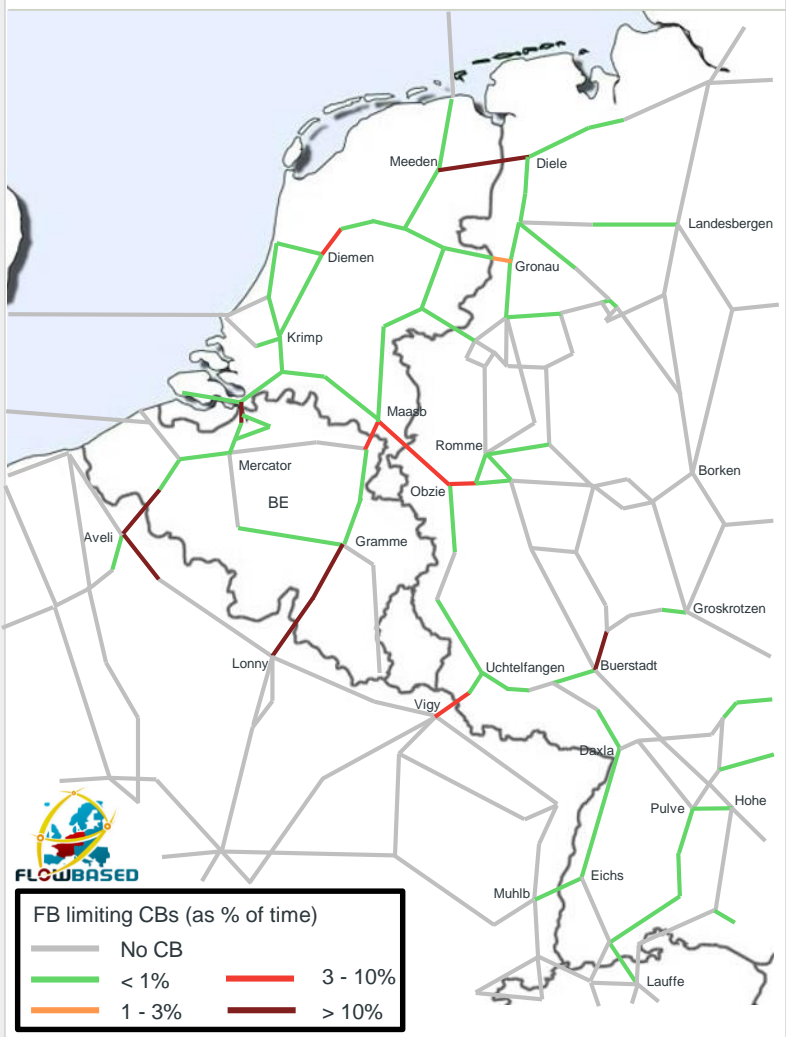 Meeden
Diele
Landesbergen
Diemen
Gronau
Krimp
Maasb
Romme
Mercator
Obzie
Borken
BE
Aveli
Gramme
Groskrotzen
Lonny
Uchtelfangen
Buerstadt
Vigy
Daxla
Pulve
Hohe
FLOWBASED
Eichs
Muhlb
FB limiting CBs (as % of time)
No CB
< 1%
3 - 10%
1 - 3%
> 10%
Lauffe